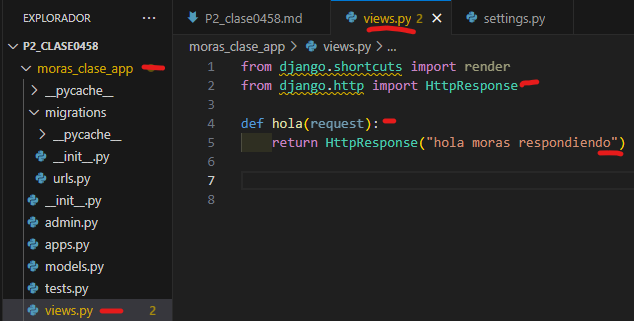 EXPLORADOR ...
P2_clase0458.md
views.py 2 ×
settings.py
P2_CLASE0458
moras_clase_app
__pycache__
migrations
__pycache__
__init__.py
urls.py
__init__.py
admin.py
apps.py
models.py
tests.py
views.py 2
moras_clase_app > views.py > ...
1 from django.shortcuts import render
2 from django.http import HttpResponse
3
4 def hola(request):
5 return HttpResponse("hola moras respondiendo")
6
7
8